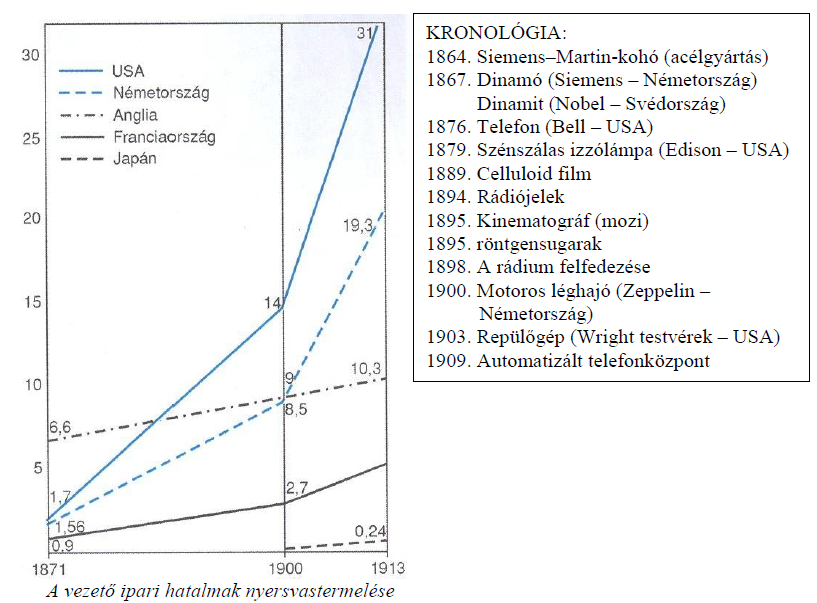 30
25
20
15
10
5
USA
Németország
Anglia
Franciaország
Japán
31
19,3
14
9
8,5
10,3
6,6
1,7
1,56
0,9
2,7
0,24
1871
1900
1913
A vezető ipari hatalmak nyersvastermelése
KRONOLÓGIA:
1864. Siemens–Martin-kohó (acélgyártás)
1867. Dinamó (Siemens – Németország)
Dinamit (Nobel – Svédország)
1876. Telefon (Bell – USA)
1879. Szénszálas izzólámpa (Edison – USA)
1889. Celluloid film
1894. Rádiójelek
1895. Kinematográf (mozi)
1895. röntgensugarak
1898. A rádium felfedezése
1900. Motoros léghajó (Zeppelin –
Németország)
1903. Repülőgép (Wright testvérek – USA)
1909. Automatizált telefonközpont